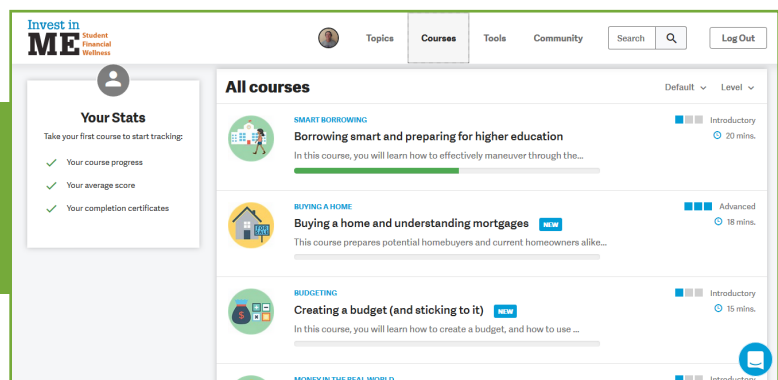 Invest in
ME Student Financial Wellness
Topics
Courses
Tools
Community
Search
Log Out
Your Stats
Take your first course to start tracking:
Your course progress
Your average score
Your completion certificates
All courses
Default
Level
SMART BORROWING
Introductory
Borrowing smart and preparing for higher education
20 mins.
In this course, you will learn how to effectively maneuver through the...
BUYING A HOME
Advanced
Buying a home and understanding mortgages NEW
18 mins.
This course prepares potential homebuyers and current homeowners alike...
BUDGETING
Introductory
Creating a budget (and sticking to it) NEW
15 mins.
In this course, you will learn how to create a budget, and how to use ...
MONEY IN THE REAL WORLD
Introductory